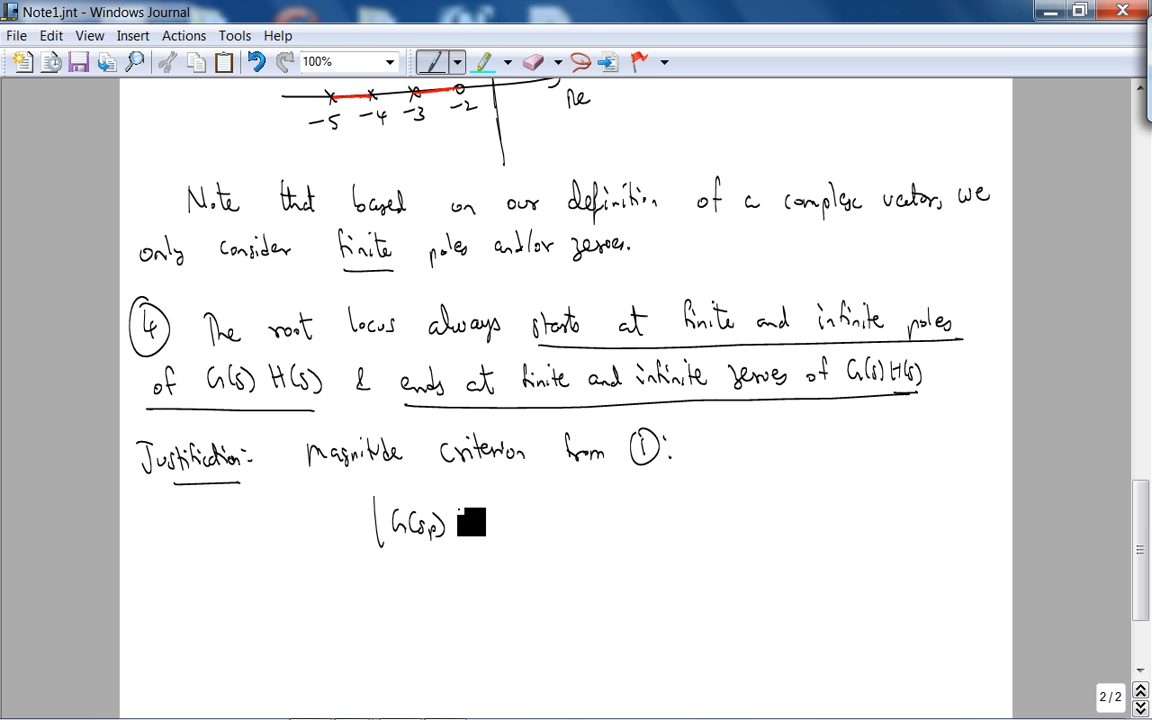 Note1.jnt - Windows Journal
File Edit View Insert Actions Tools Help
100%
-5 -4 -3 -2 Re
Note that based on our definition of a complex vector, we
only consider finite poles and/or zeroes.
④ The root locus always starts at finite and infinite poles
of G(s) H(s) & ends at finite and infinite zeroes of G(s) H(s)
Justification: Magnitude criterion from ①:
|G(sp)
2 / 2